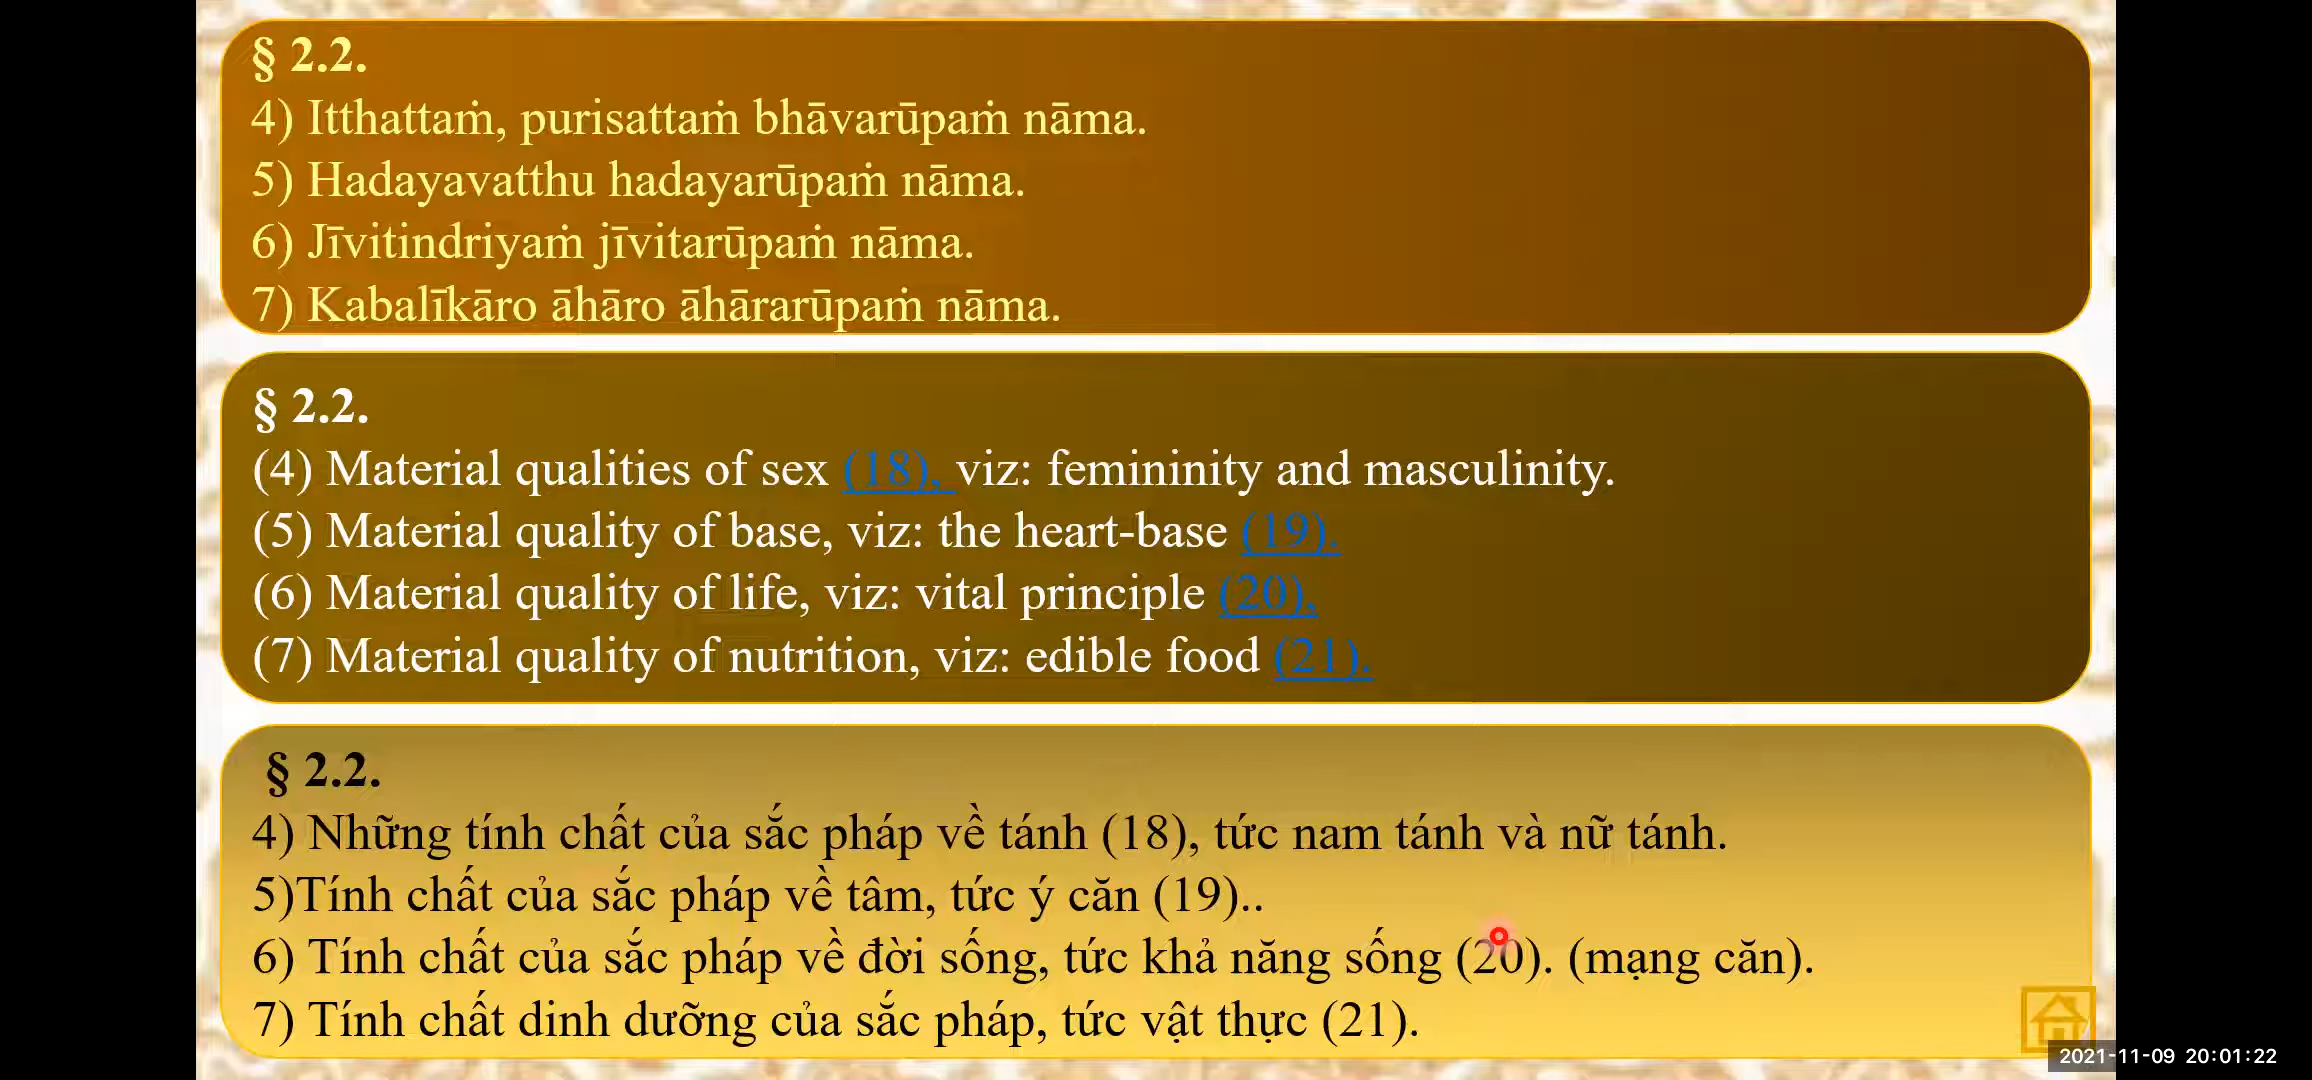 § 2.2.
4) Itthattaṁ, purisattaṁ bhāvarūpaṁ nāma.
5) Hadayavatthu hadayarūpaṁ nāma.
6) Jīvitindriyaṁ jīvitarūpaṁ nāma.
7) Kabalīkāro āhāro āhārarūpaṁ nāma.
§ 2.2.
(4) Material qualities of sex (18), viz: femininity and masculinity.
(5) Material quality of base, viz: the heart-base (19).
(6) Material quality of life, viz: vital principle (20).
(7) Material quality of nutrition, viz: edible food (21).
§ 2.2.
4) Những tính chất của sắc pháp về tánh (18), tức nam tánh và nữ tánh.
5)Tính chất của sắc pháp về tâm, tức ý căn (19)..
6) Tính chất của sắc pháp về đời sống, tức khả năng sống (20). (mạng căn).
7) Tính chất dinh dưỡng của sắc pháp, tức vật thực (21).
2021-11-09 20:01:22